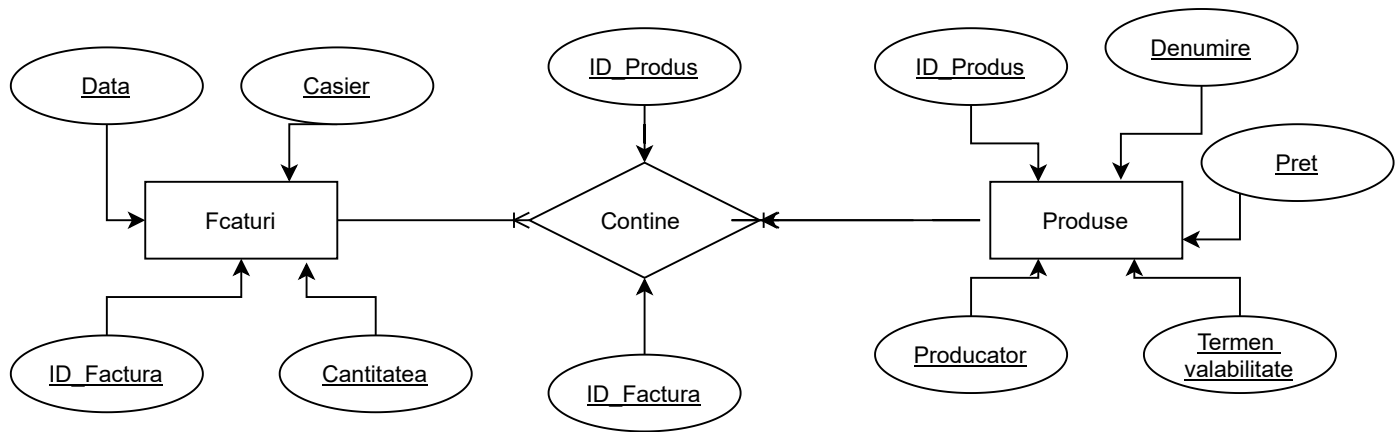 Data
Casier
ID_Produs
ID_Produs
Denumire
Pret
Fcaturi
Contine
Produse
ID_Factura
Cantitatea
ID_Factura
Producator
Termen
valabilitate